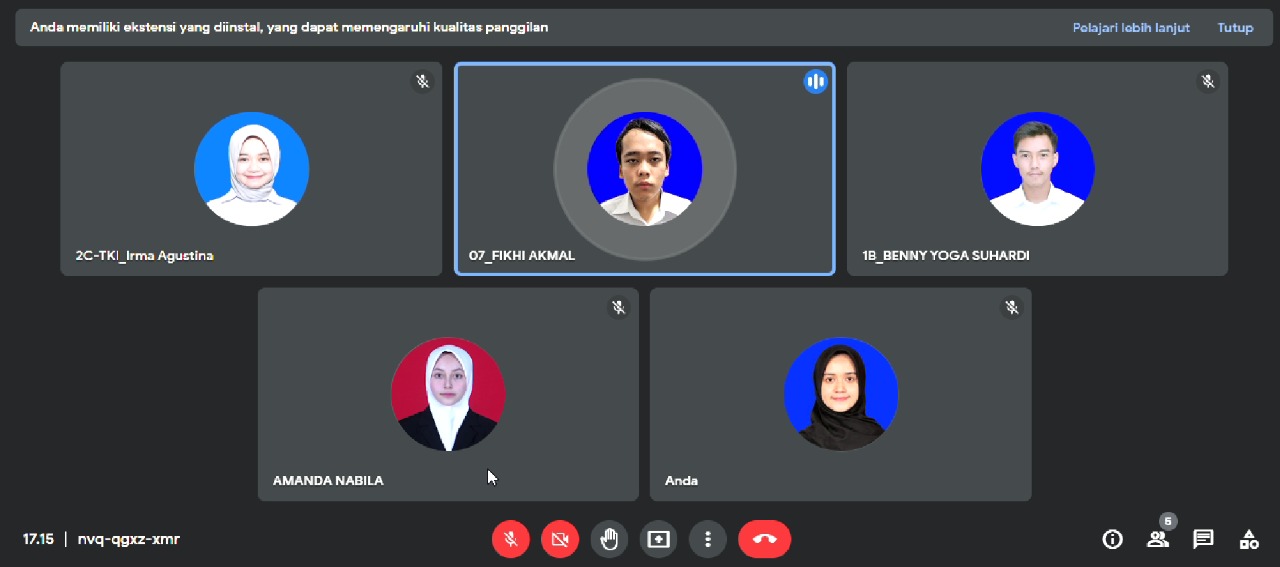 Anda memiliki ekstensi yang diinstal, yang dapat memengaruhi kualitas panggilan
Pelajari lebih lanjut
Tutup
2C-TKI_Irma Agustina
07_FIKHI AKMAL
1B_BENNY YOGA SUHARDI
AMANDA NABILA
Anda
17.15 | nvq-qgxz-xmr
6